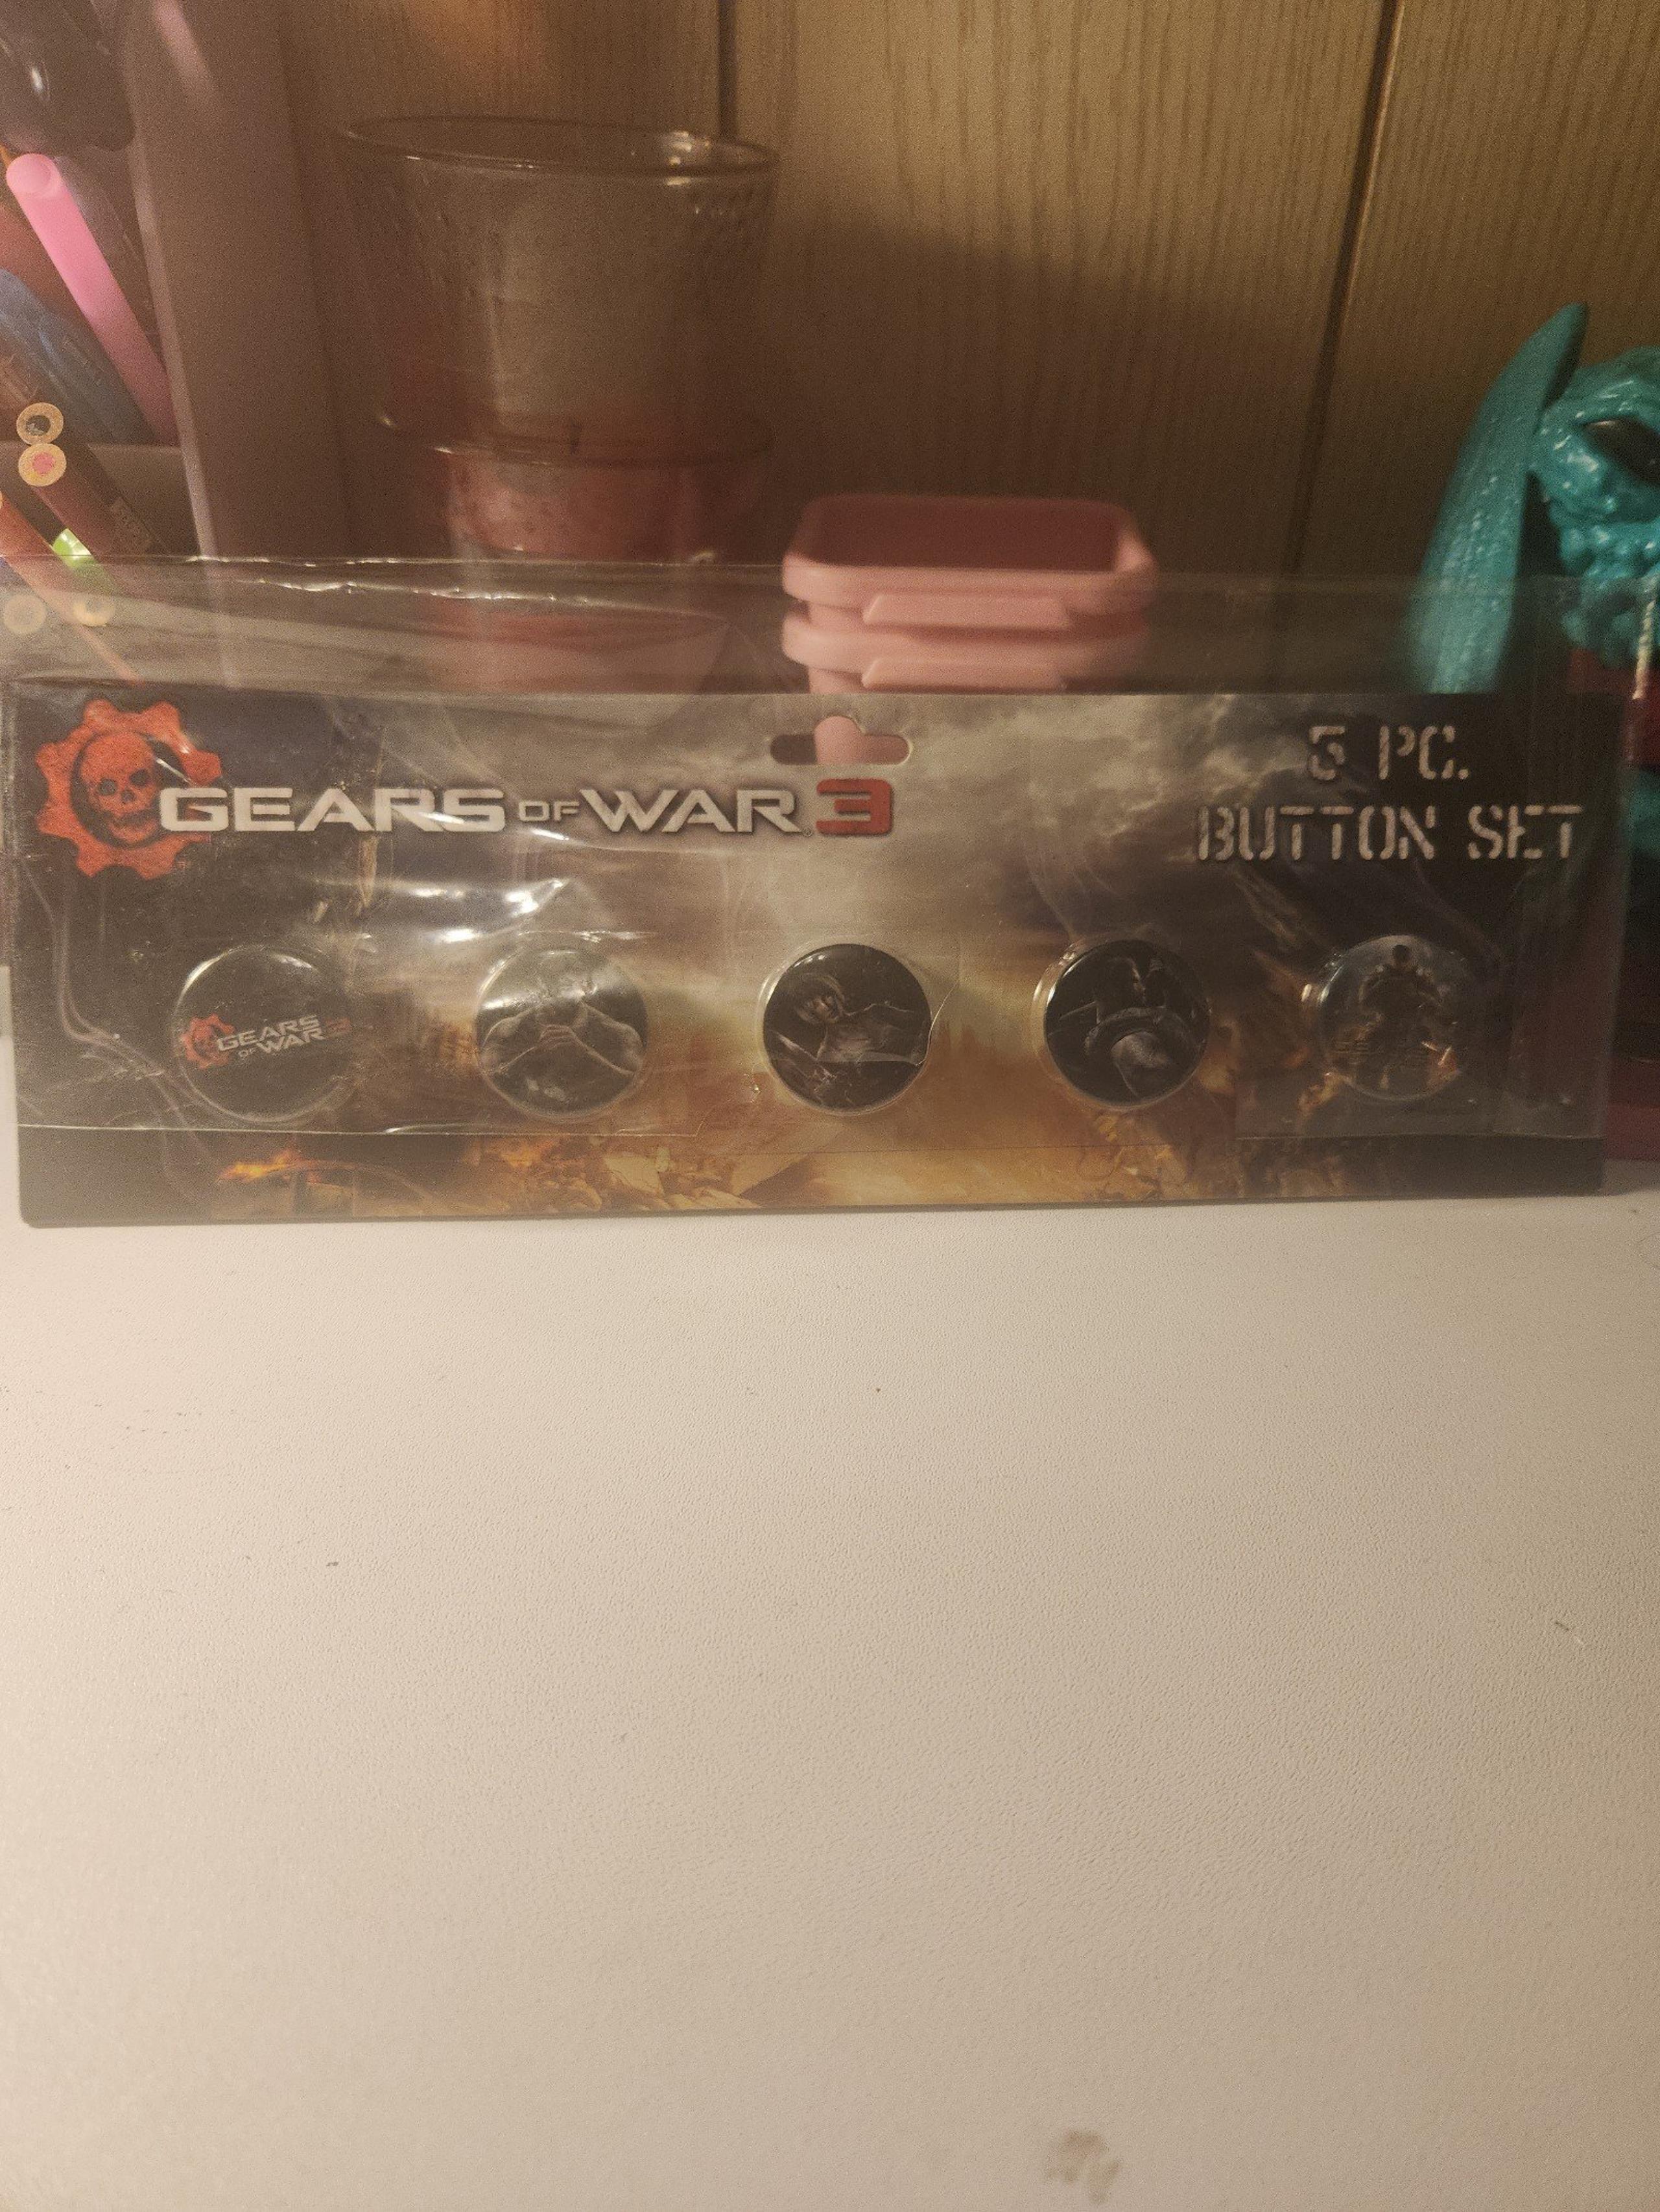 GEARS OF WAR 3
5 PC.
BUTTON SET
GEARS
OF WAR 3